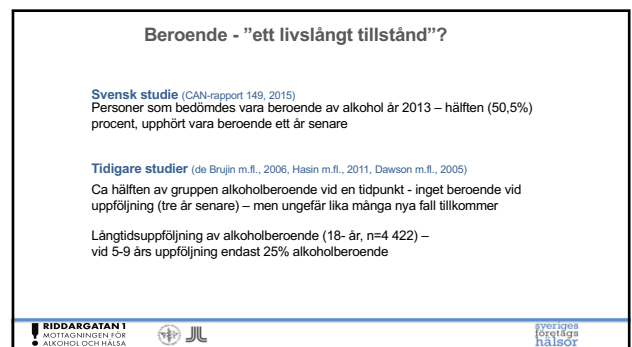 Beroende - ”ett livslångt tillstånd”?
Svensk studie (CAN-rapport 149, 2015)
Personer som bedömdes vara beroende av alkohol år 2013 – hälften (50,5%)
procent, upphört vara beroende ett år senare
Tidigare studier (de Brujin m.fl., 2006, Hasin m.fl., 2011, Dawson m.fl., 2005)
Ca hälften av gruppen alkoholberoende vid en tidpunkt - inget beroende vid
uppföljning (tre år senare) – men ungefär lika många nya fall tillkommer
Långtidsuppföljning av alkoholberoende (18- år, n=4 422) –
vid 5-9 års uppföljning endast 25% alkoholberoende
RIDDARGATAN 1
MOTTAGNINGEN FÖR
ALKOHOL OCH HÄLSA
sveriges
företags
hälsor